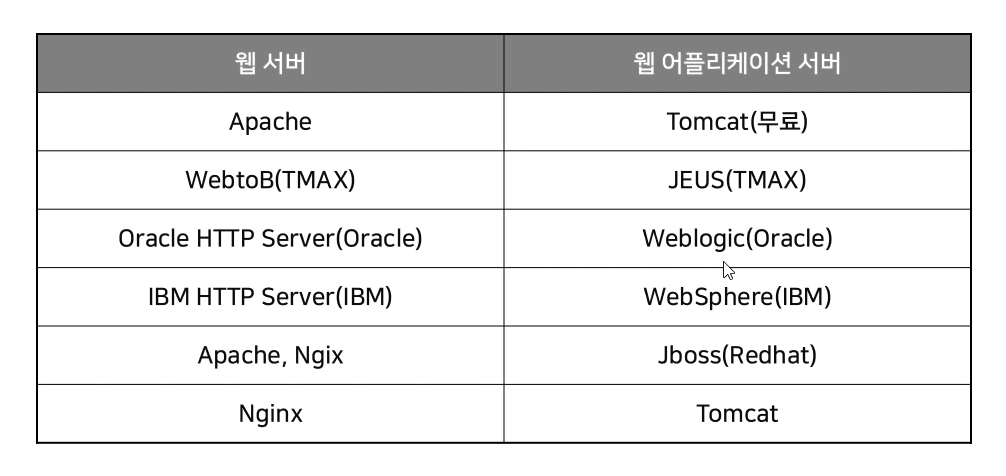 웹 서버 웹 어플리케이션 서버
Apache Tomcat(무료)
WebtoB(TMAX) JEUS(TMAX)
Oracle HTTP Server(Oracle) Weblogic(Oracle)
IBM HTTP Server(IBM) WebSphere(IBM)
Apache, Ngix Jboss(Redhat)
Nginx Tomcat